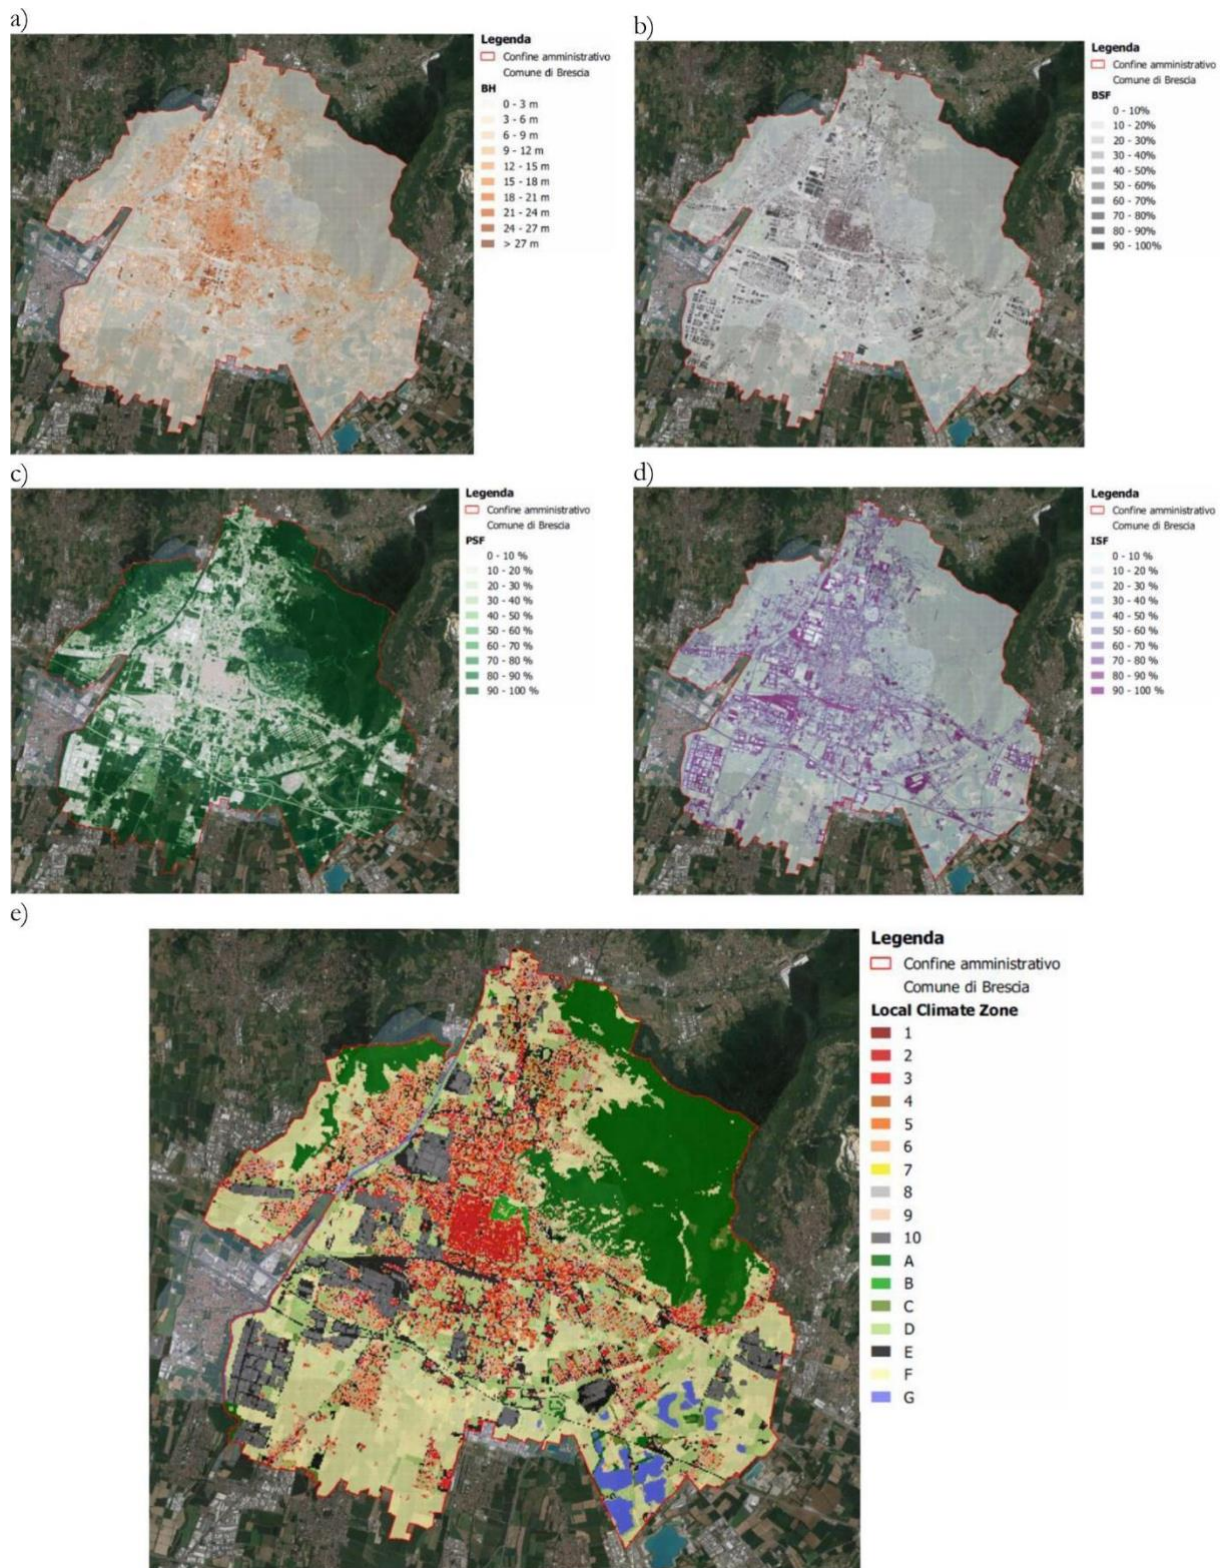 a)
Legenda
Confine amministrativo
Comune di Brescia
BH
0 - 3 m
3 - 6 m
6 - 9 m
9 - 12 m
12 - 15 m
15 - 18 m
18 - 21 m
21 - 24 m
24 - 27 m
> 27 m
b)
Legenda
Confine amministrativo
Comune di Brescia
BSF
0 - 10%
10 - 20%
20 - 30%
30 - 40%
40 - 50%
50 - 60%
60 - 70%
70 - 80%
80 - 90%
90 - 100%
c)
Legenda
Confine amministrativo
Comune di Brescia
PSF
0 - 10 %
10 - 20 %
20 - 30 %
30 - 40 %
40 - 50 %
50 - 60 %
60 - 70 %
70 - 80 %
80 - 90 %
90 - 100 %
d)
Legenda
Confine amministrativo
Comune di Brescia
ISF
0 - 10 %
10 - 20 %
20 - 30 %
30 - 40 %
40 - 50 %
50 - 60 %
60 - 70 %
70 - 80 %
80 - 90 %
90 - 100 %
e)
Legenda
Confine amministrativo
Comune di Brescia
Local Climate Zone
1
2
3
4
5
6
7
8
9
10
A
B
C
D
E
F
G